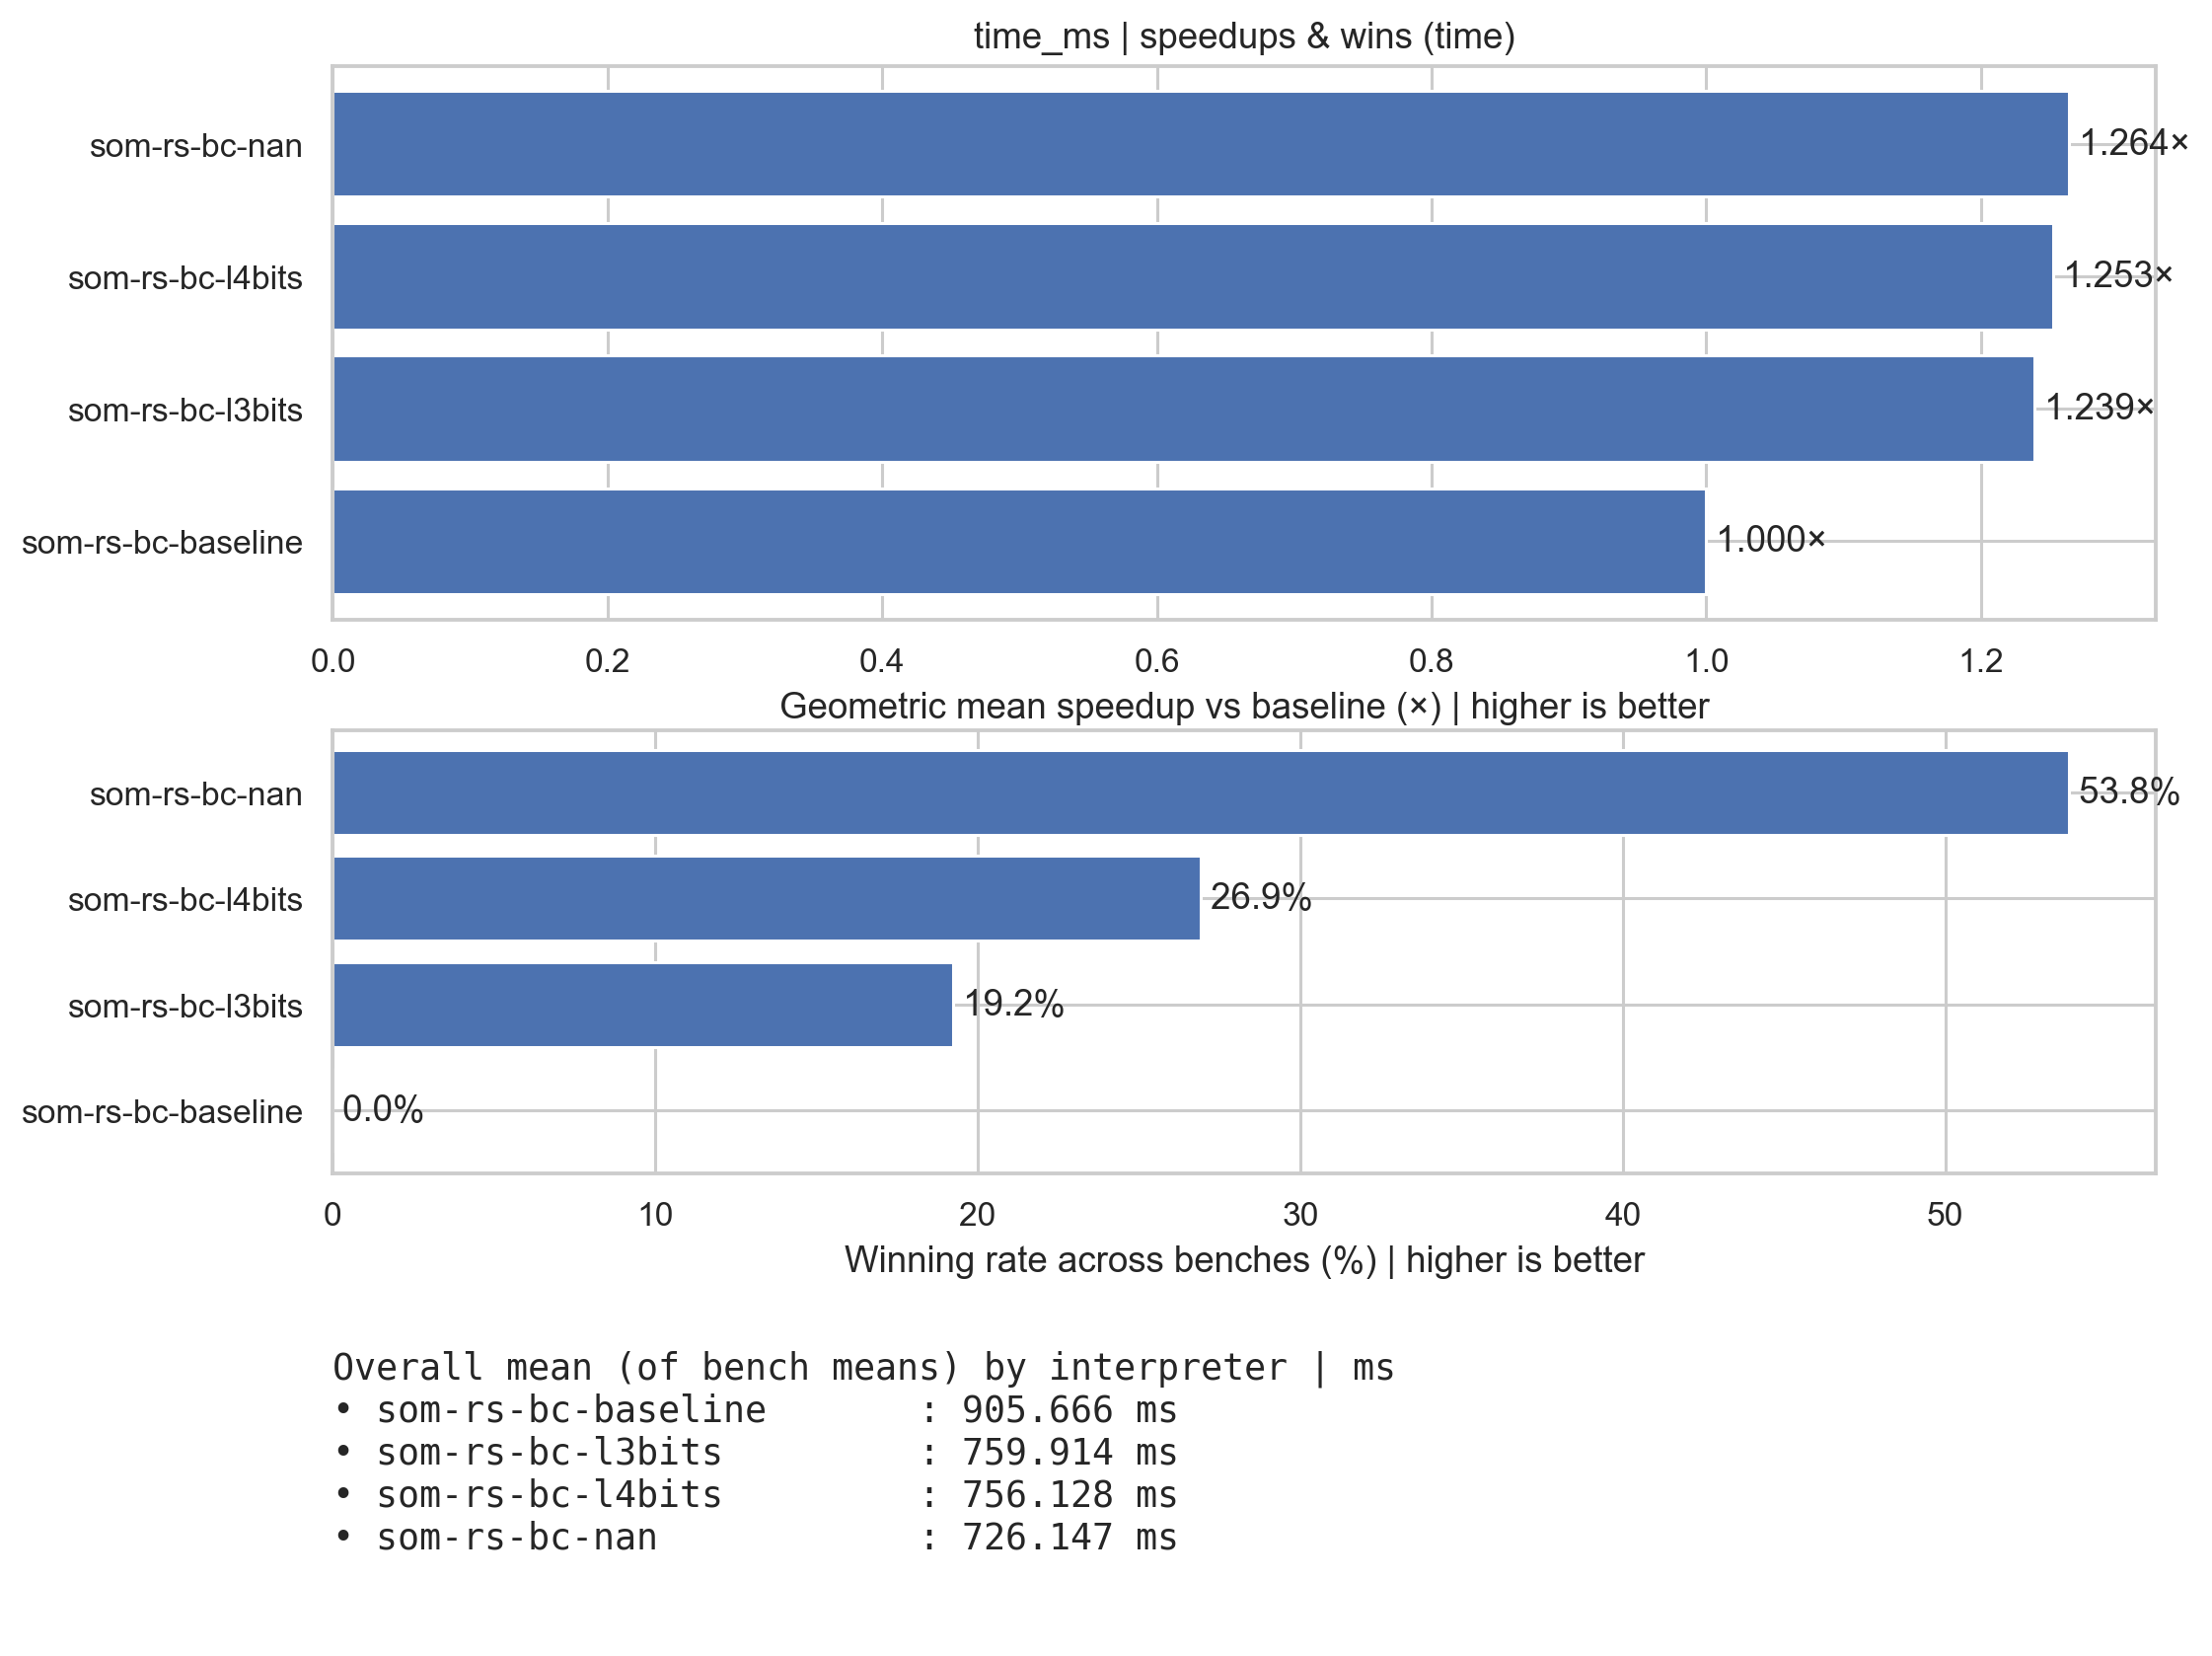 time_ms | speedups & wins (time)
som-rs-bc-nan
1.264×
som-rs-bc-l4bits
1.253×
som-rs-bc-l3bits
1.239×
som-rs-bc-baseline
1.000×
0.0 0.2 0.4 0.6 0.8 1.0 1.2
Geometric mean speedup vs baseline (×) | higher is better
som-rs-bc-nan
53.8%
som-rs-bc-l4bits
26.9%
som-rs-bc-l3bits
19.2%
som-rs-bc-baseline
0.0%
0 10 20 30 40 50
Winning rate across benches (%) | higher is better
Overall mean (of bench means) by interpreter | ms
• som-rs-bc-baseline : 905.666 ms
• som-rs-bc-l3bits : 759.914 ms
• som-rs-bc-l4bits : 756.128 ms
• som-rs-bc-nan : 726.147 ms